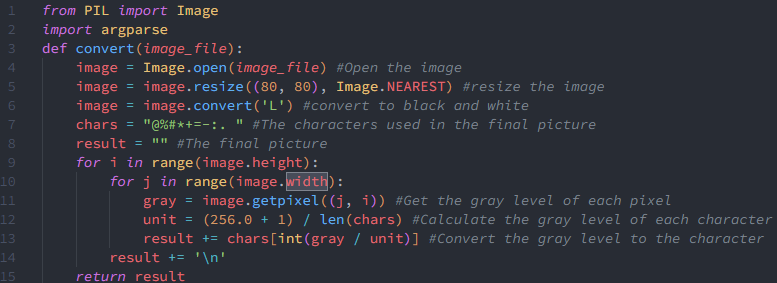 1 from PIL import Image
2 import argparse
3 def convert(image_file):
4     image = Image.open(image_file) #Open the image
5     image = image.resize((80, 80), Image.NEAREST) #resize the image
6     image = image.convert('L') #convert to black and white
7     chars = "@%#*+=-:. " #The characters used in the final picture
8     result = "" #The final picture
9     for i in range(image.height):
10         for j in range(image.width):
11             gray = image.getpixel((j, i)) #Get the gray level of each pixel
12             unit = (256.0 + 1) / len(chars) #Calculate the gray level of each character
13             result += chars[int(gray / unit)] #Convert the gray level to the character
14         result += '\n'
15     return result